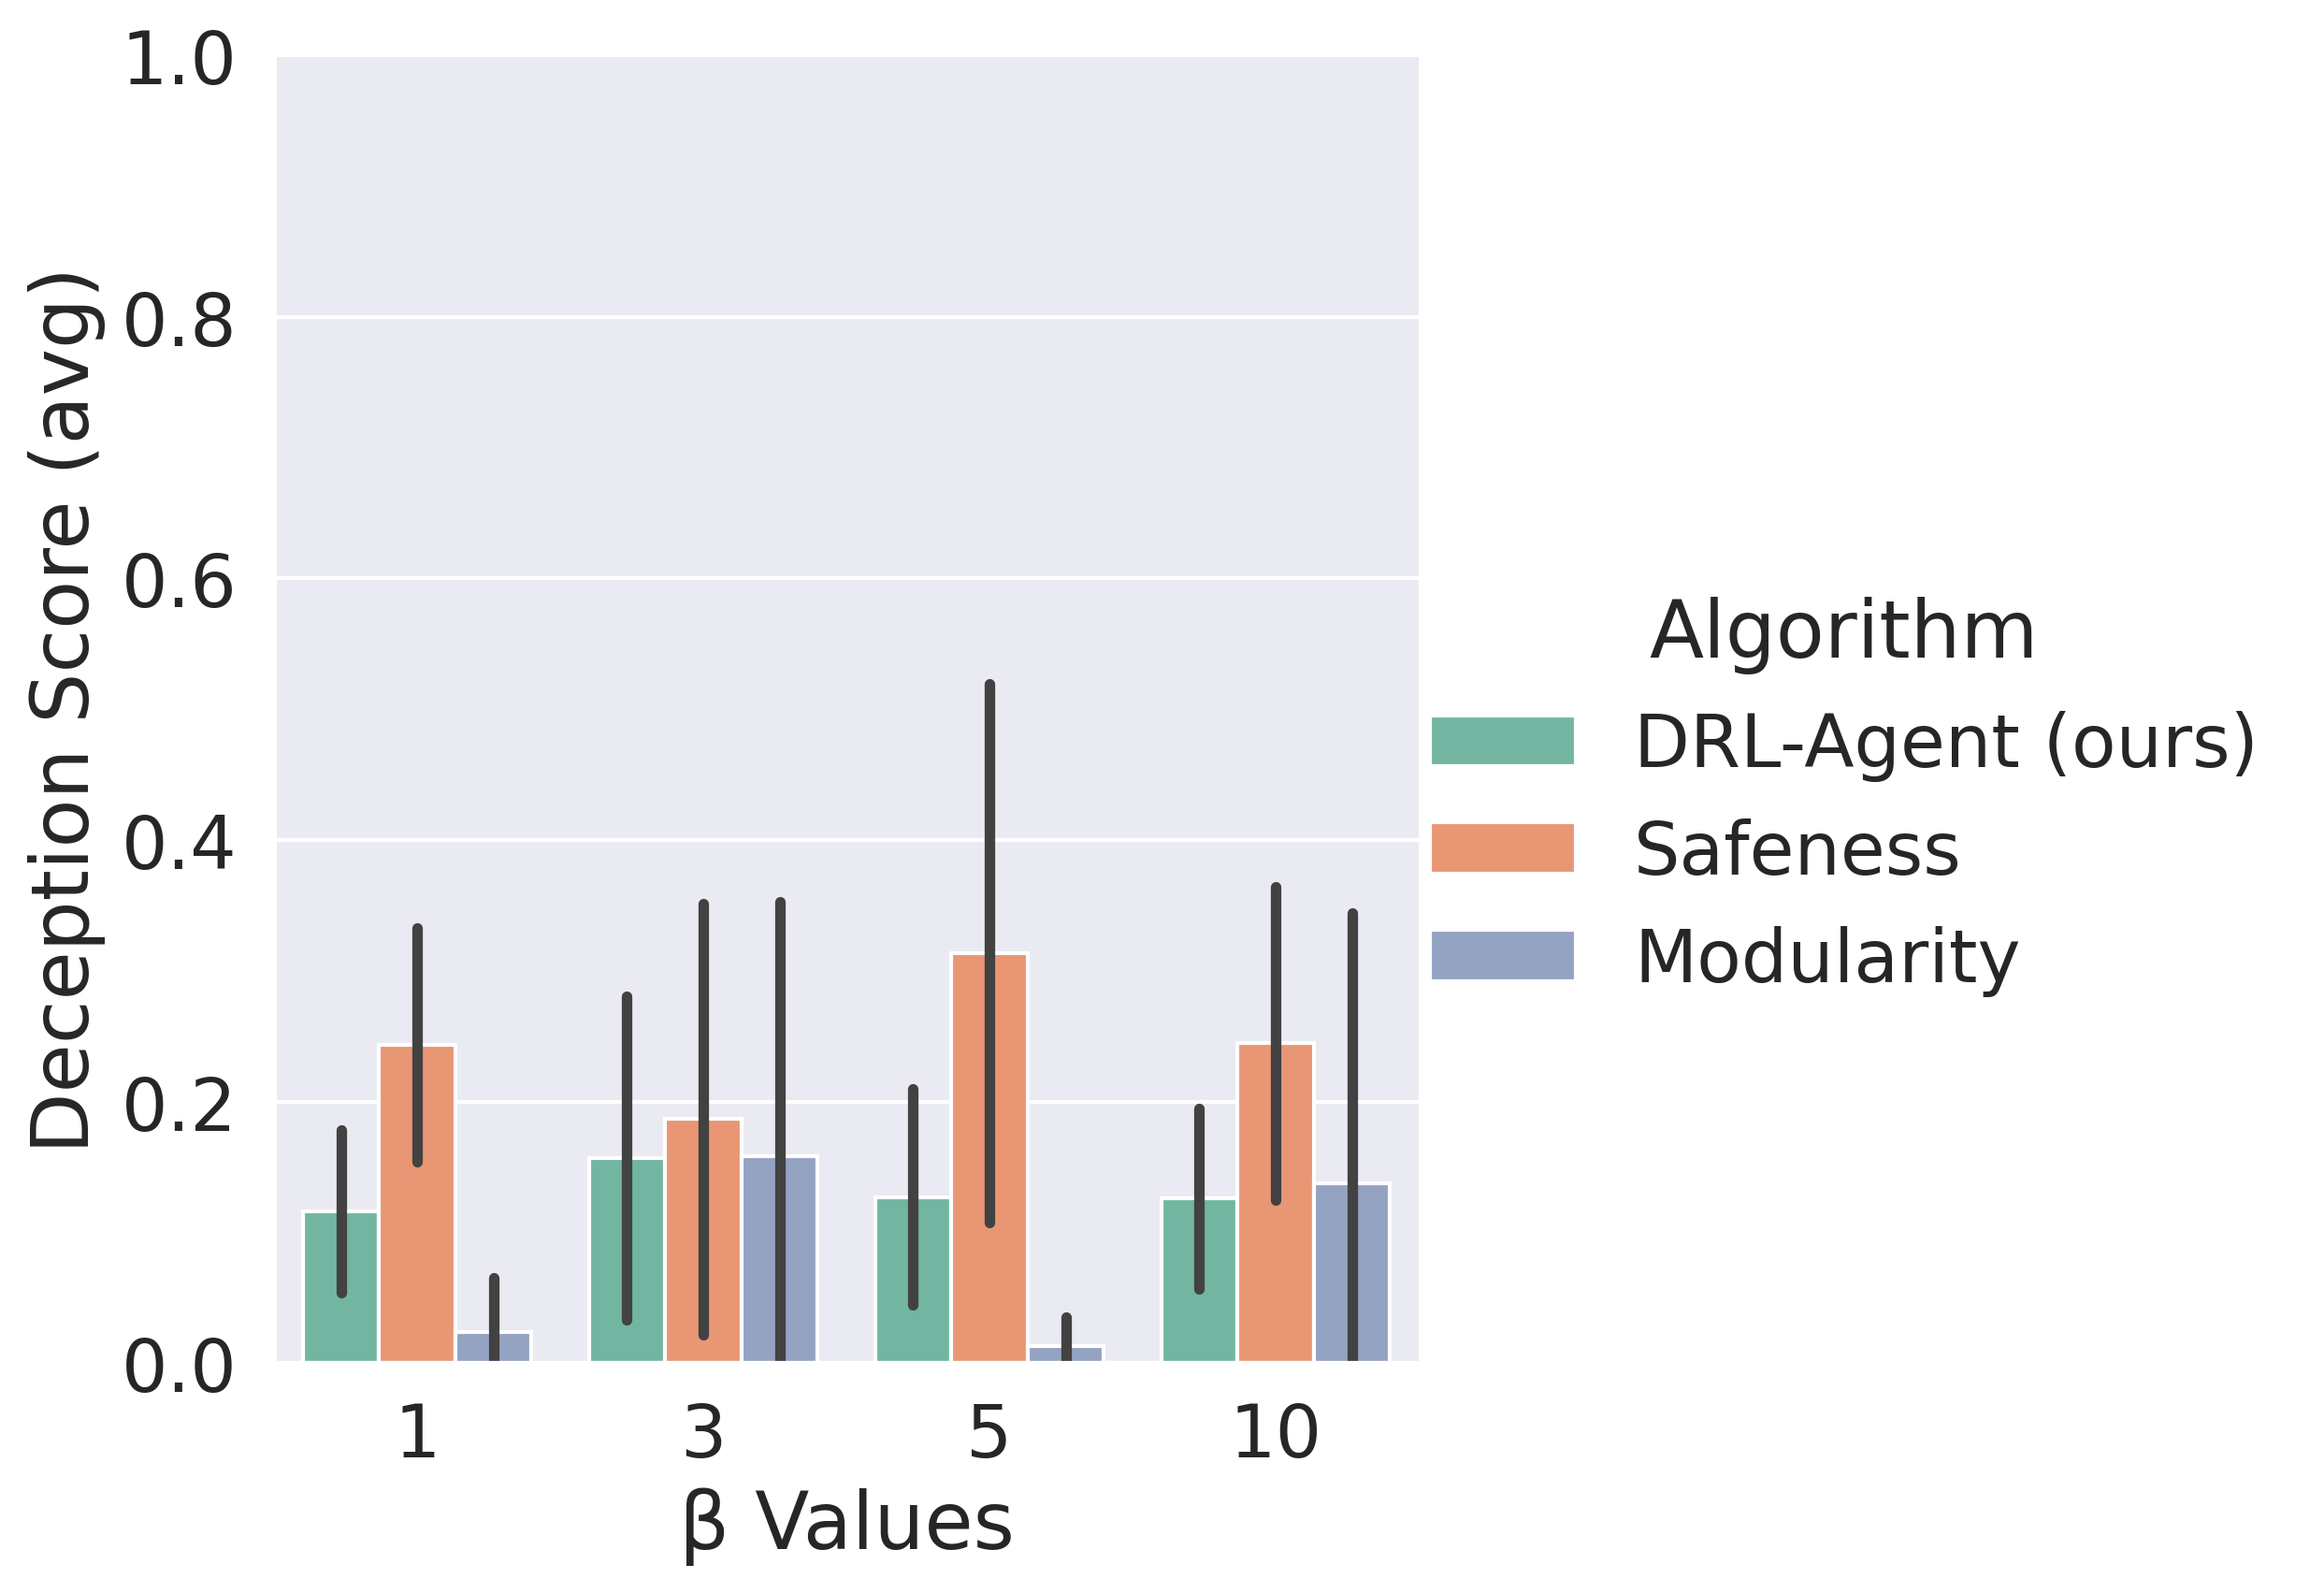 1.0
0.8
0.6
0.4
0.2
0.0
Deception Score (avg)
1 3 5 10
β Values
Algorithm
DRL-Agent (ours)
Safeness
Modularity